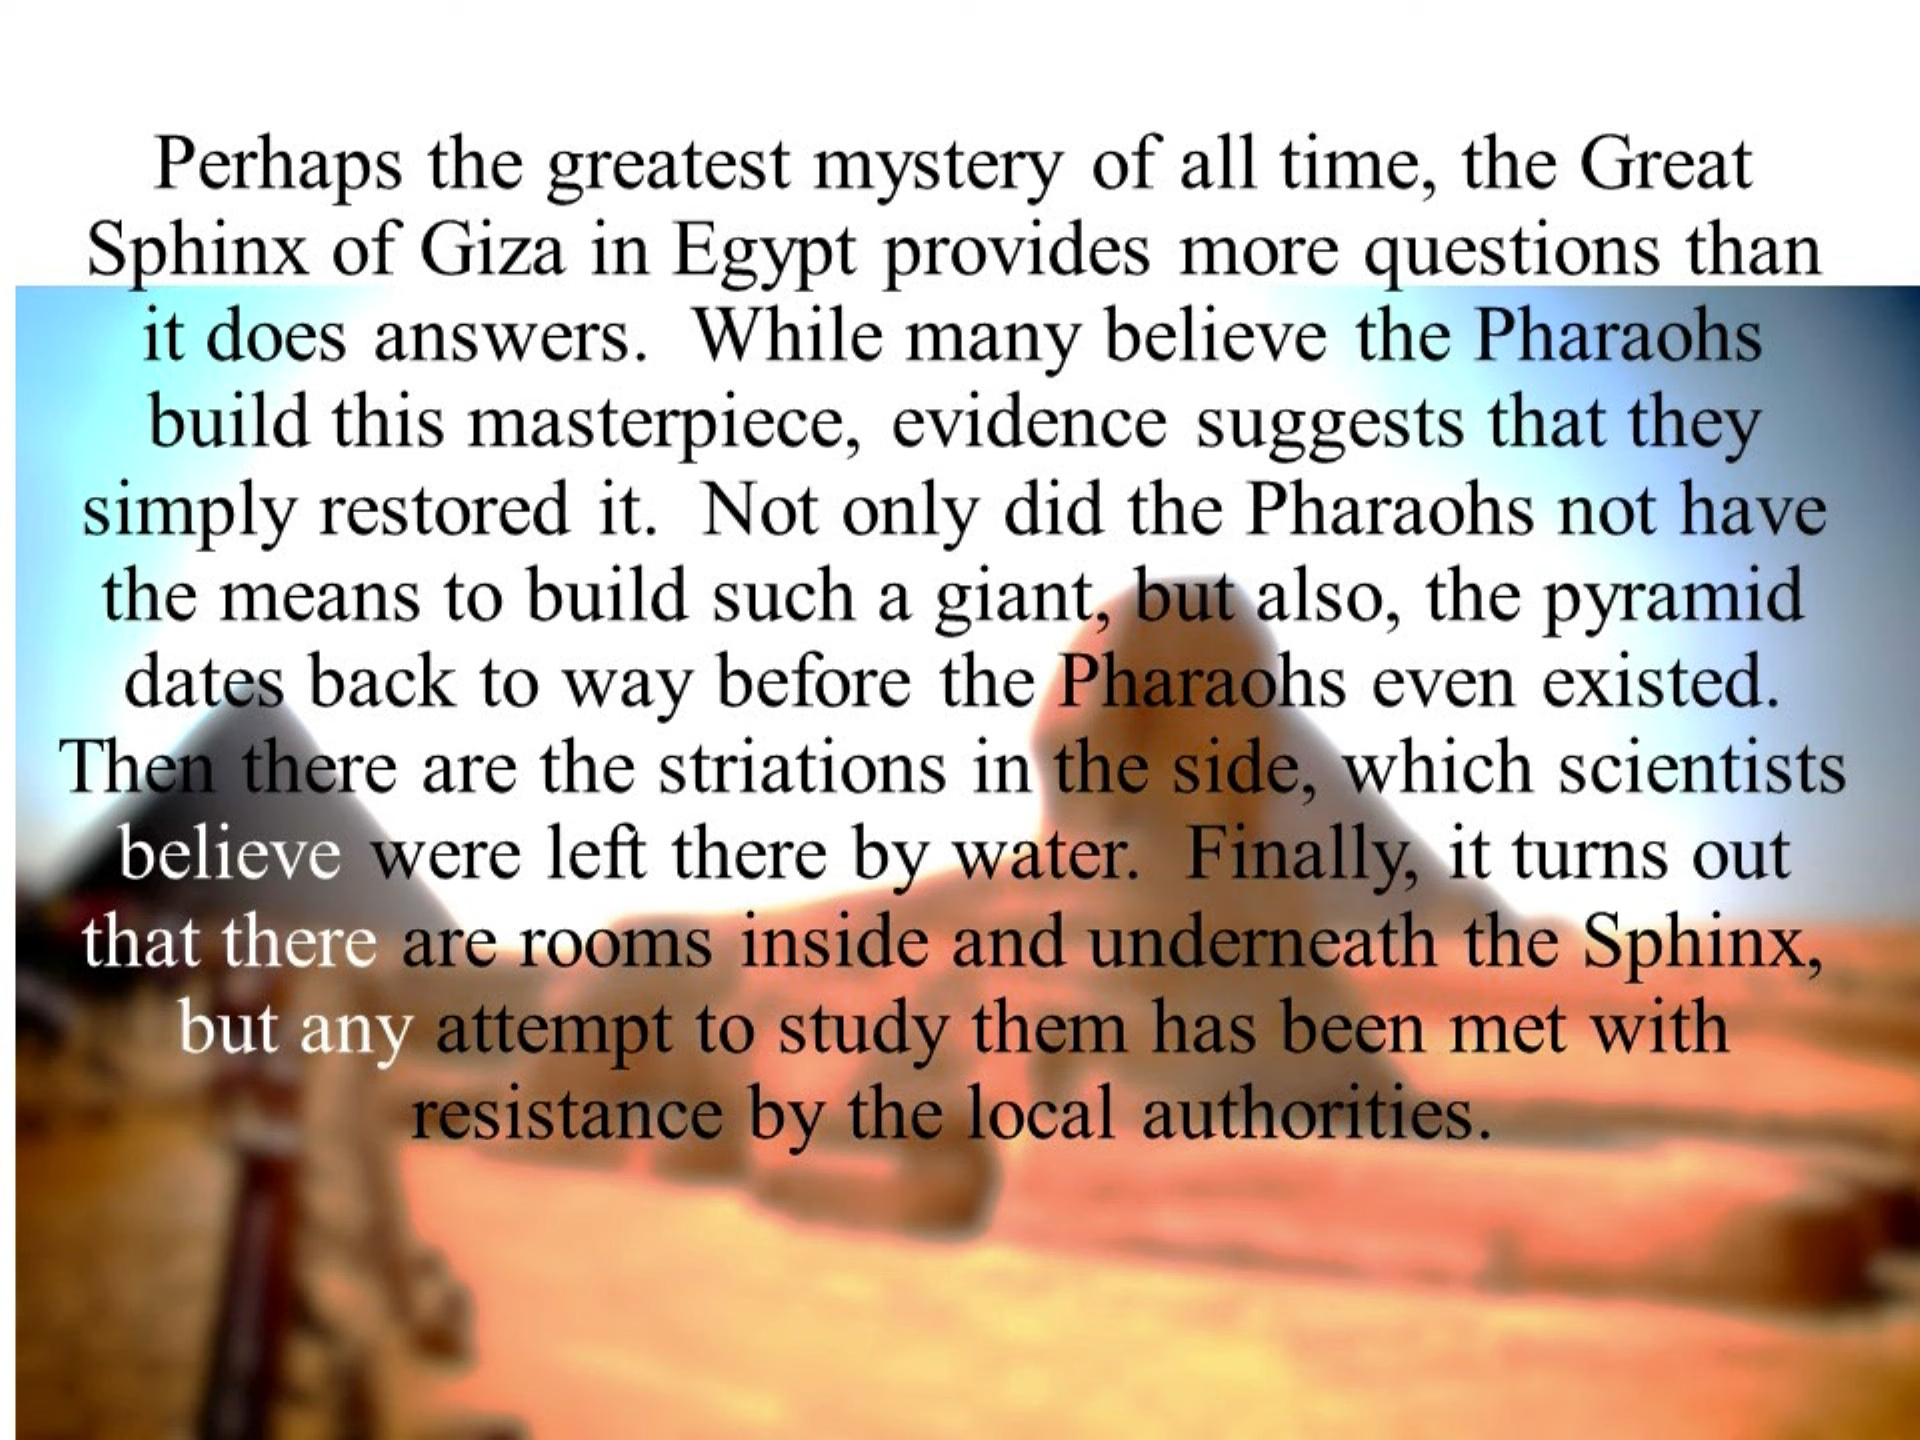 Perhaps the greatest mystery of all time, the Great
Sphinx of Giza in Egypt provides more questions than
it does answers.  While many believe the Pharaohs
build this masterpiece, evidence suggests that they
simply restored it.  Not only did the Pharaohs not have
the means to build such a giant, but also, the pyramid
dates back to way before the Pharaohs even existed.
Then there are the striations in the side, which scientists
believe were left there by water.  Finally, it turns out
that there are rooms inside and underneath the Sphinx,
but any attempt to study them has been met with
resistance by the local authorities.